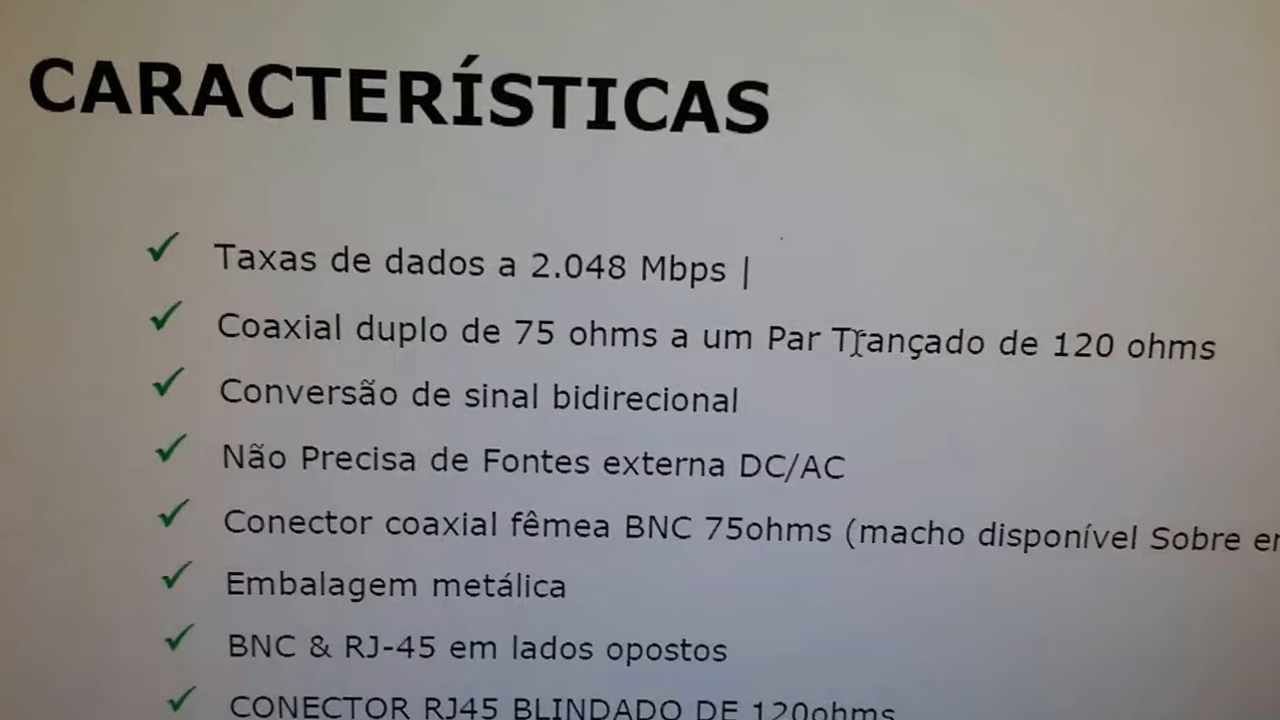 CARACTERÍSTICAS
Taxas de dados a 2.048 Mbps |
Coaxial duplo de 75 ohms a um Par Trançado de 120 ohms
Conversão de sinal bidirecional
Não Precisa de Fontes externa DC/AC
Conector coaxial fêmea BNC 75ohms (macho disponível Sobre
Embalagem metálica
BNC & RJ-45 em lados opostos
CONECTOR RJ45 BLINDADO DE 120ohms